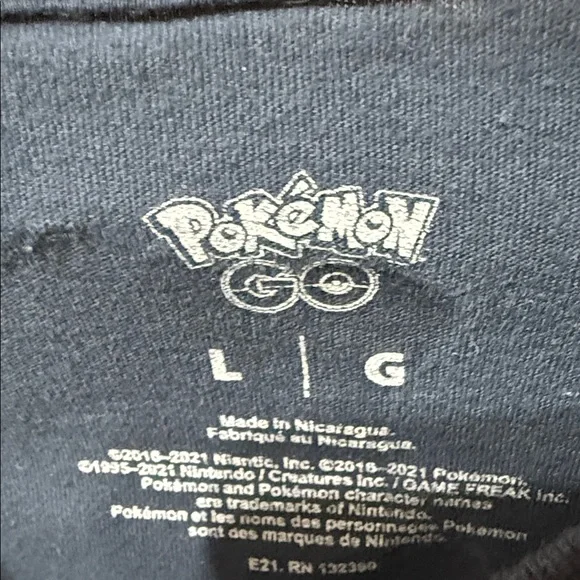 POKéMON
GO
L | G
Made in Nicaragua.
Fabriqué au Nicaragua.
©2016-2021 Niantic, Inc. ©2016-2021 Pokémon.
©1995-2021 Nintendo / Creatures Inc. / GAME FREAK Inc.
Pokémon and Pokémon character names
are trademarks of Nintendo.
Pokémon et les noms des personnages Pokémon
sont des marques de Nintendo.
E21. RN 132390